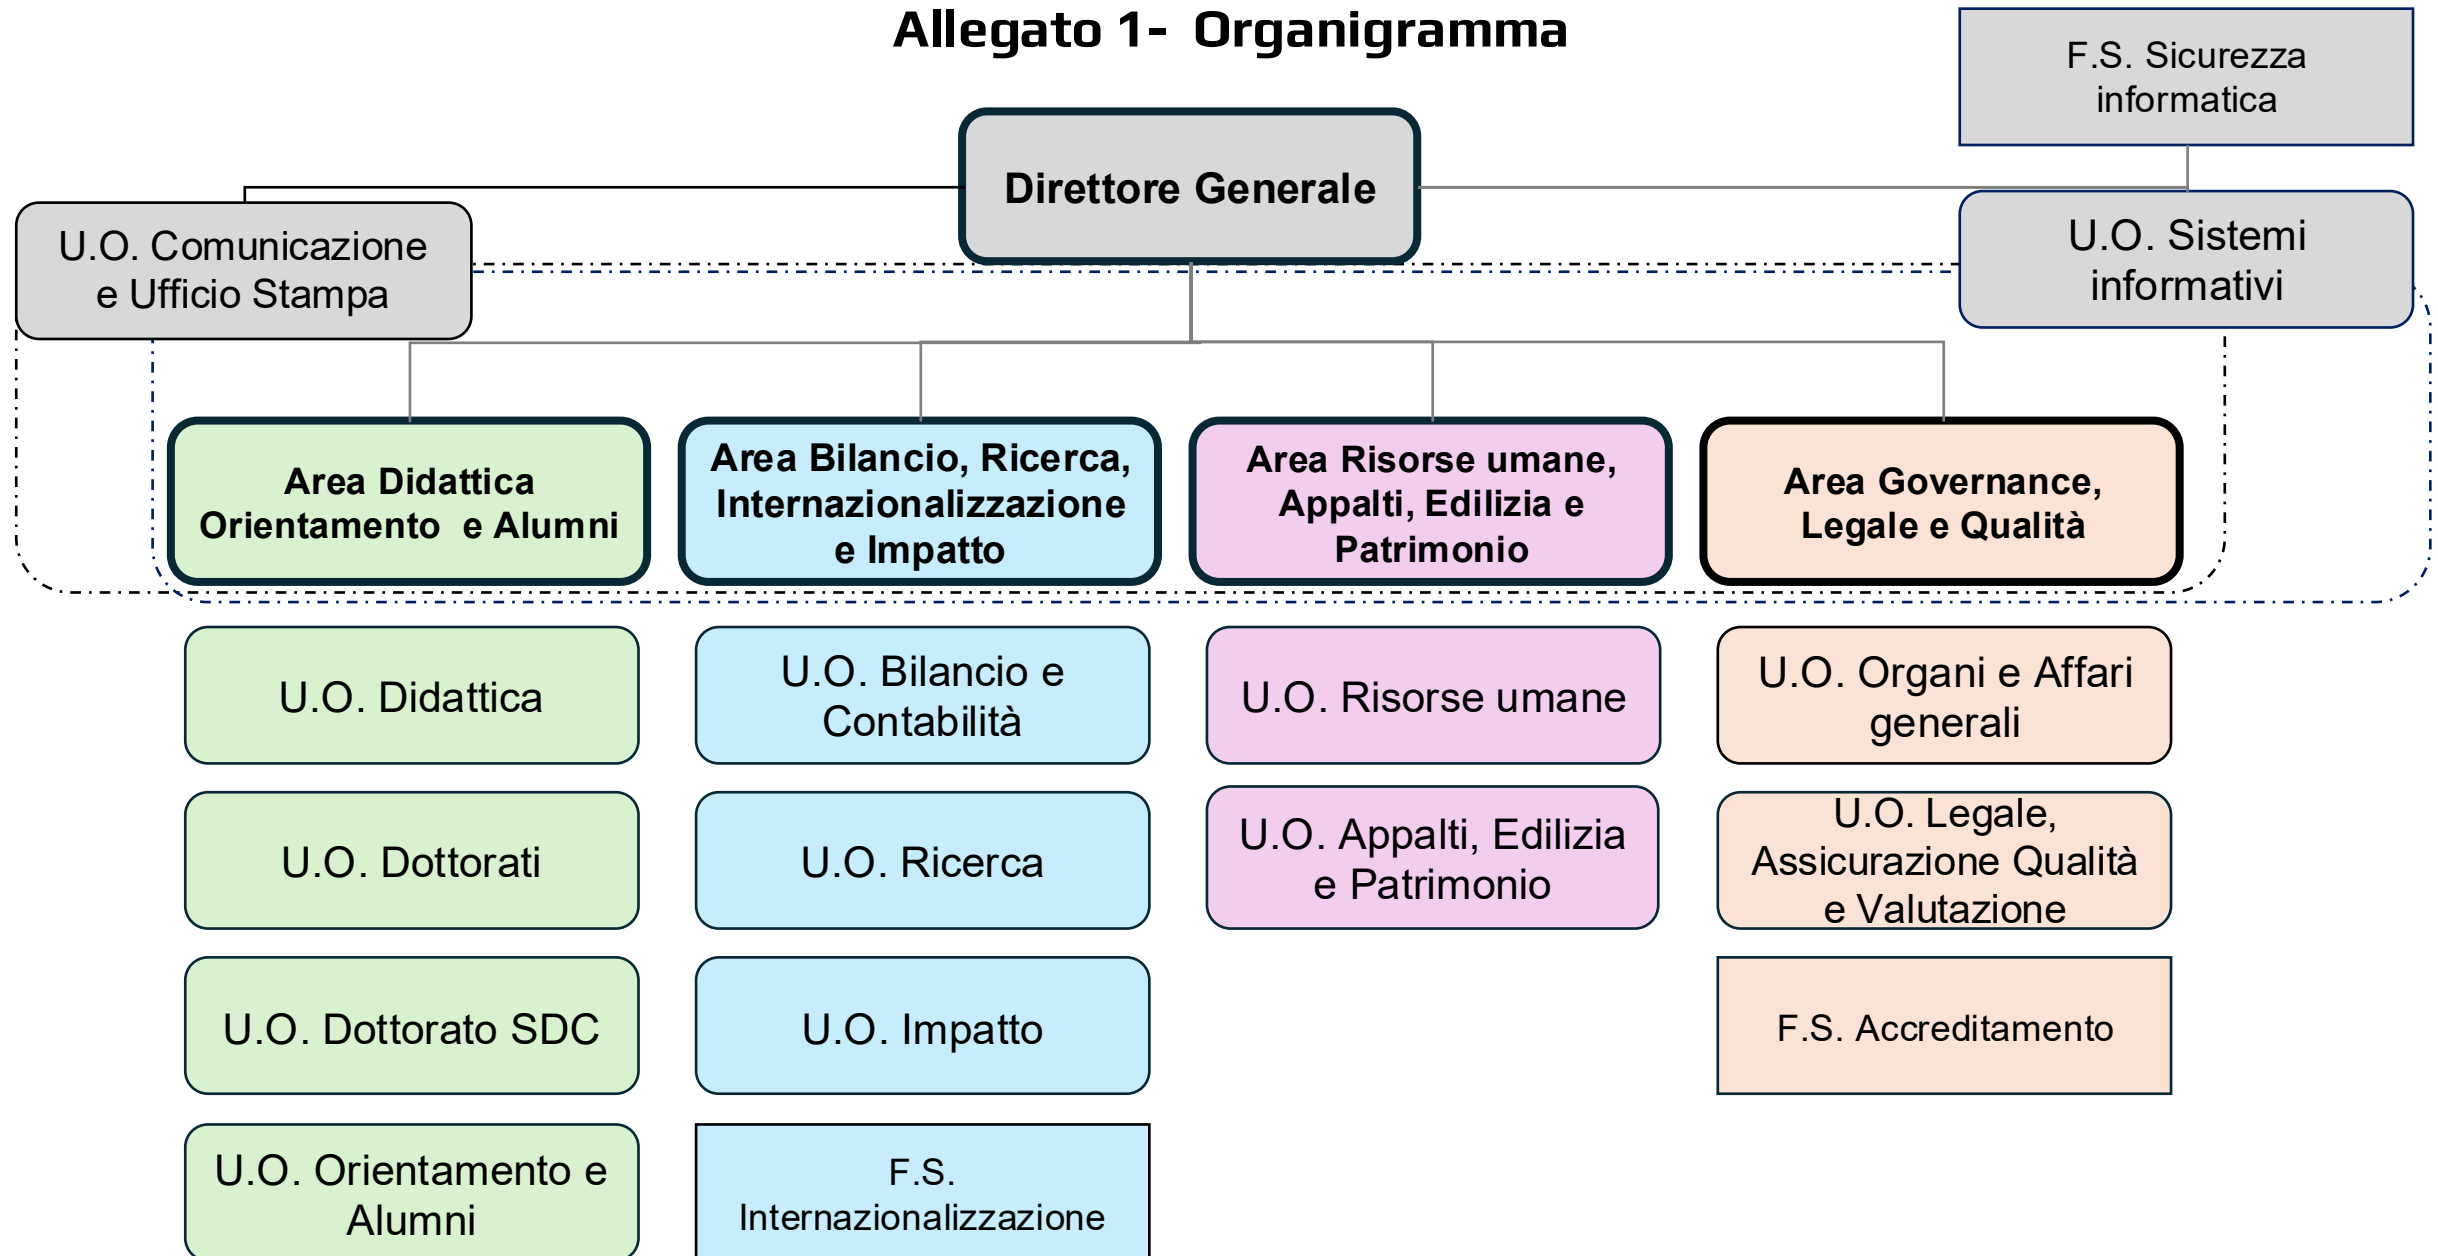 Allegato 1- Organigramma
F.S. Sicurezza
informatica
Direttore Generale
U.O. Comunicazione
e Ufficio Stampa
U.O. Sistemi
informativi
Area Didattica
Orientamento e Alumni
Area Bilancio, Ricerca,
Internazionalizzazione
e Impatto
Area Risorse umane,
Appalti, Edilizia e
Patrimonio
Area Governance,
Legale e Qualità
U.O. Didattica
U.O. Bilancio e
Contabilità
U.O. Risorse umane
U.O. Organi e Affari
generali
U.O. Dottorati
U.O. Ricerca
U.O. Appalti, Edilizia
e Patrimonio
U.O. Legale,
Assicurazione Qualità
e Valutazione
U.O. Dottorato SDC
U.O. Impatto
F.S. Accreditamento
U.O. Orientamento e
Alumni
F.S.
Internazionalizzazione